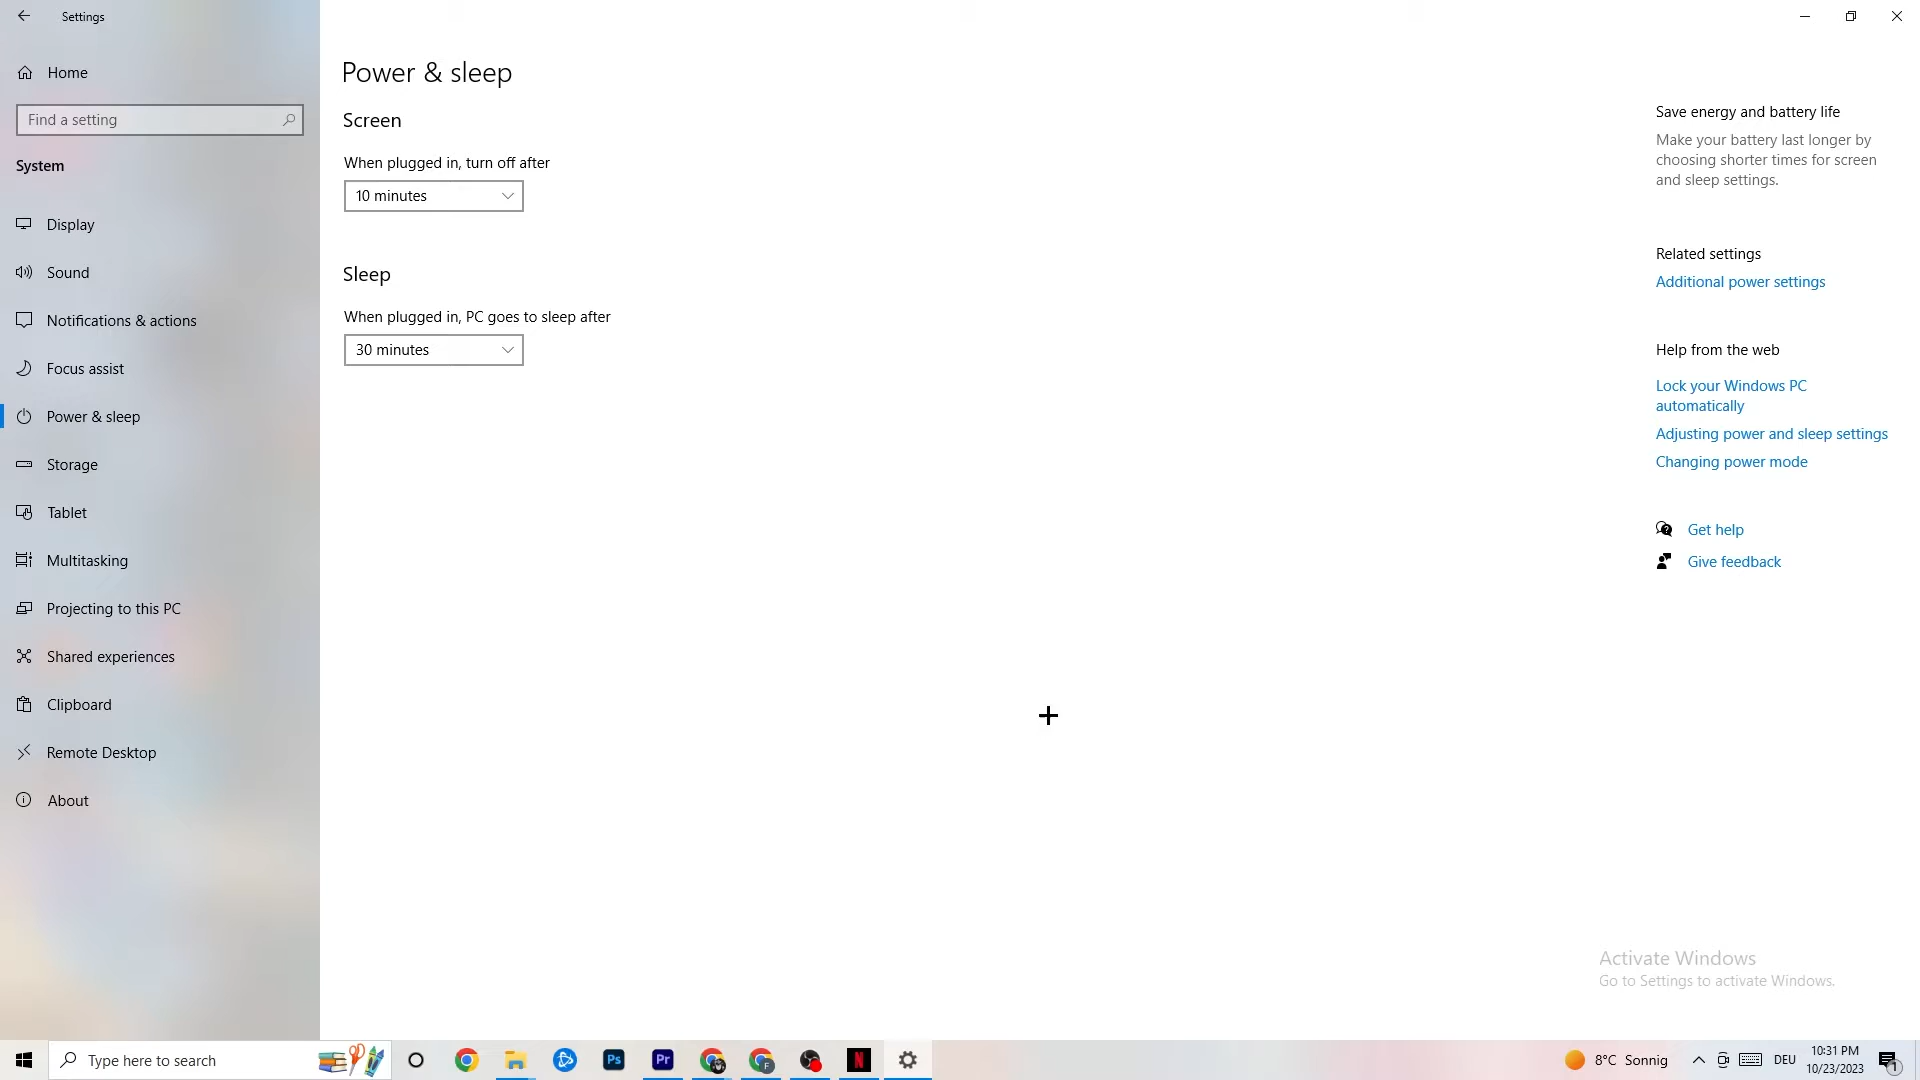 Settings
Home
Find a setting
System
Display
Sound
Notifications & actions
Focus assist
Power & sleep
Storage
Tablet
Multitasking
Projecting to this PC
Shared experiences
Clipboard
Remote Desktop
About
Power & sleep
Screen
When plugged in, turn off after
10 minutes
Sleep
When plugged in, PC goes to sleep after
30 minutes
Save energy and battery life
Make your battery last longer by
choosing shorter times for screen
and sleep settings.
Related settings
Additional power settings
Help from the web
Lock your Windows PC
automatically
Adjusting power and sleep settings
Changing power mode
Get help
Give feedback
Activate Windows
Go to Settings to activate Windows.
Type here to search
Ps
Pr
F
N
8°C Sonnig
DEU
10:31 PM
10/23/2023
1